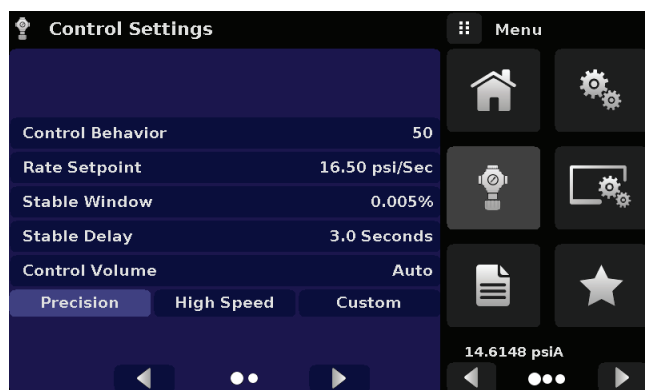 Control Settings
Menu
Control Behavior 50
Rate Setpoint 16.50 psi/Sec
Stable Window 0.005%
Stable Delay 3.0 Seconds
Control Volume Auto
Precision High Speed Custom
14.6148 psiA